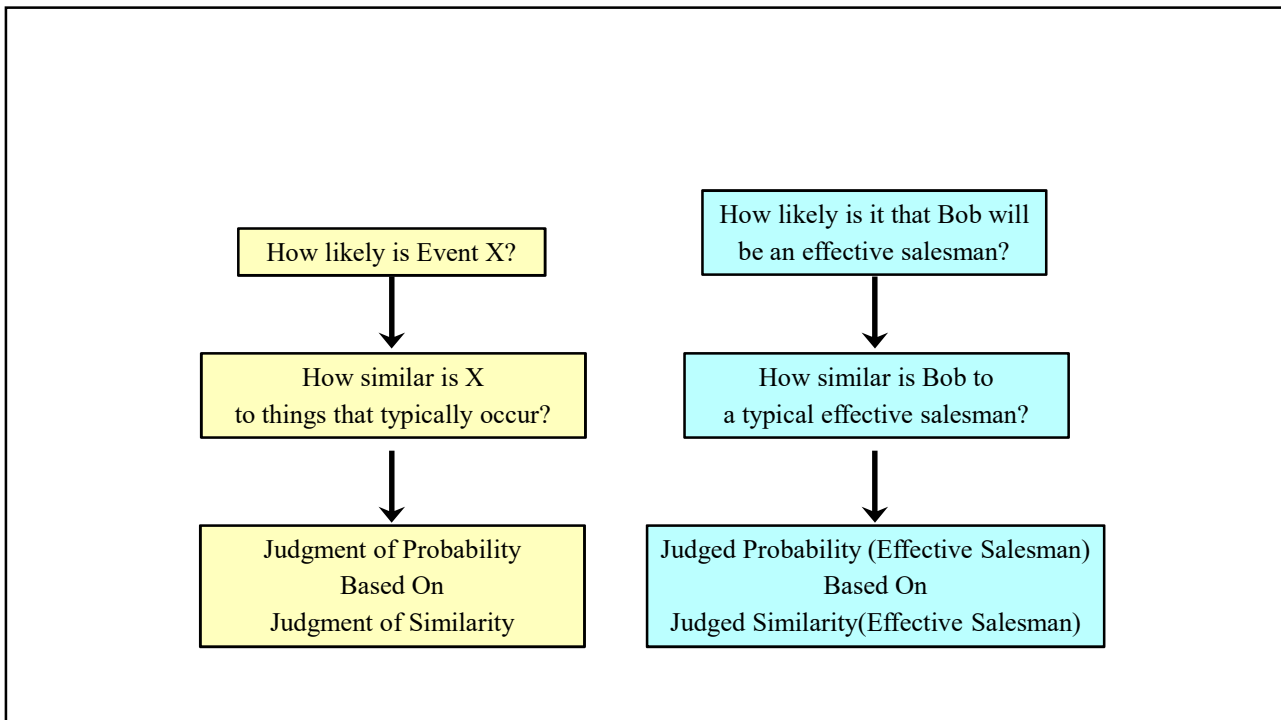 How likely is Event X?
How similar is X
to things that typically occur?
Judgment of Probability
Based On
Judgment of Similarity
How likely is it that Bob will
be an effective salesman?
How similar is Bob to
a typical effective salesman?
Judged Probability (Effective Salesman)
Based On
Judged Similarity(Effective Salesman)